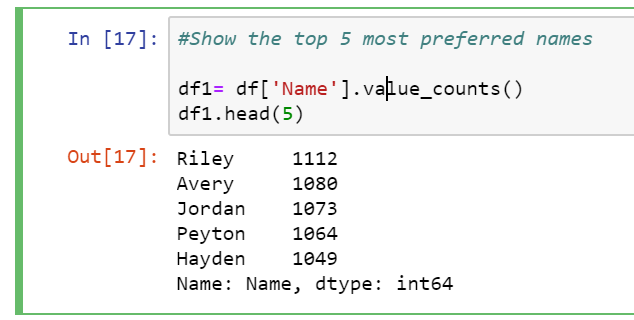 In [17]: #Show the top 5 most preferred names
df1= df['Name'].value_counts()
df1.head(5)
Out[17]: Riley 1112
Avery 1080
Jordan 1073
Peyton 1064
Hayden 1049
Name: Name, dtype: int64